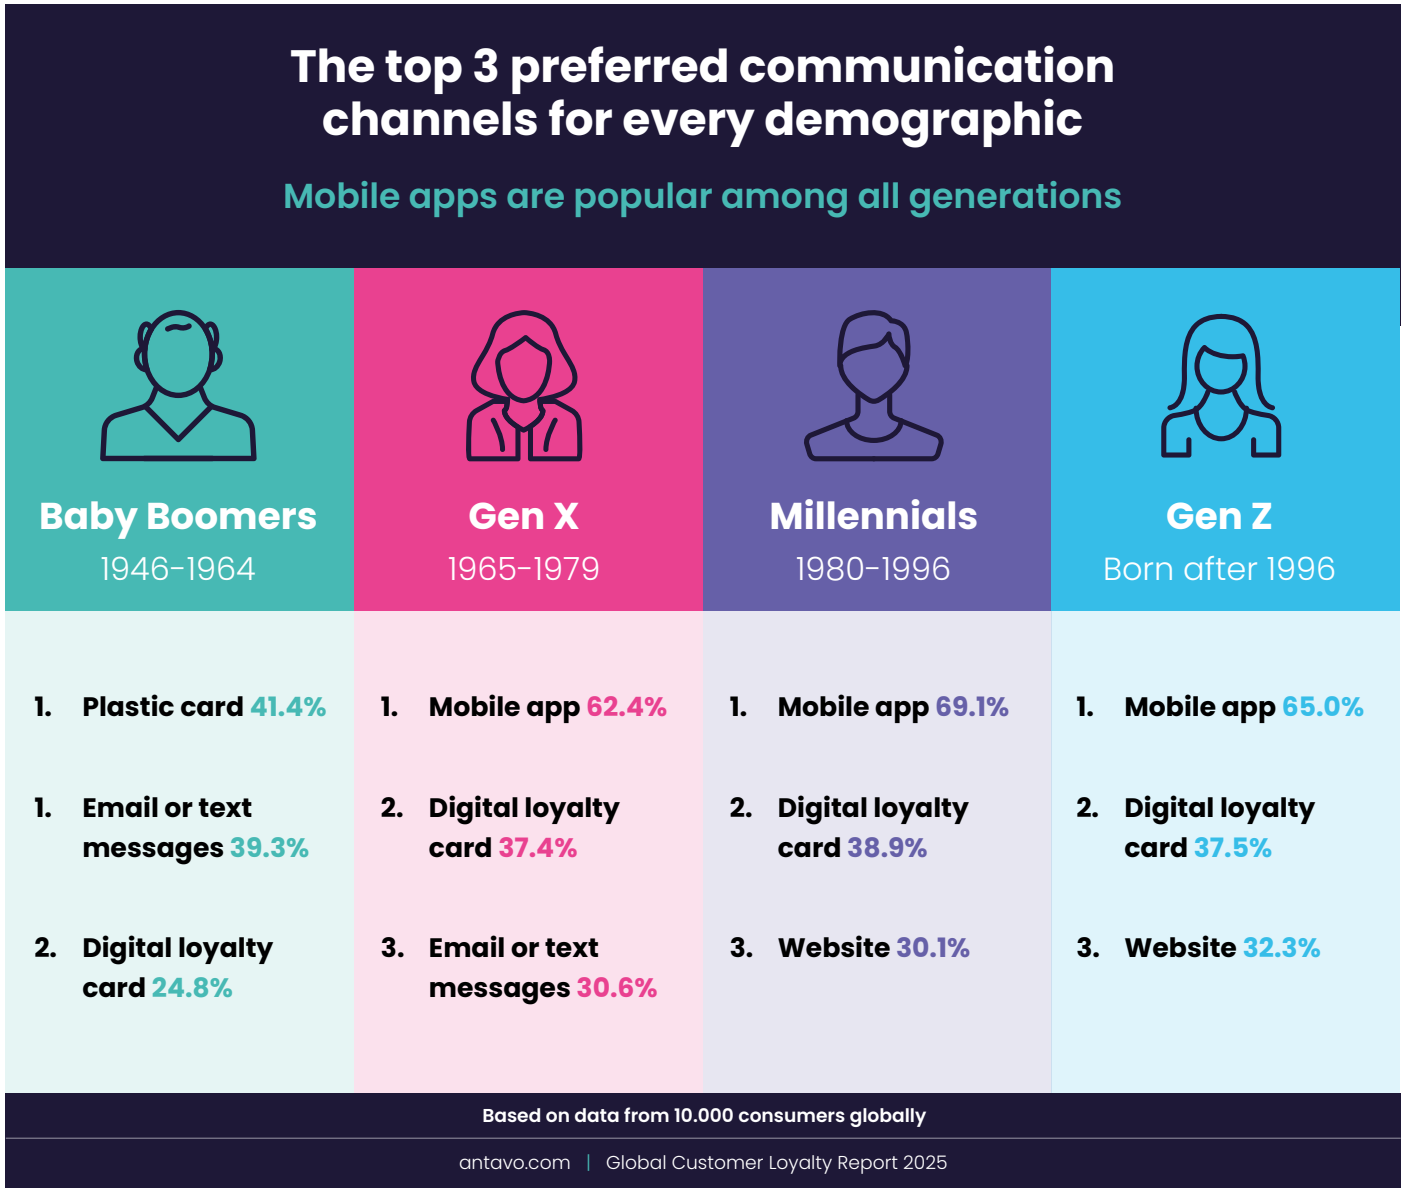 The top 3 preferred communication
channels for every demographic
Mobile apps are popular among all generations
Baby Boomers
1946-1964
1. Plastic card 41.4%
1. Email or text
messages 39.3%
2. Digital loyalty
card 24.8%
Gen X
1965-1979
1. Mobile app 62.4%
2. Digital loyalty
card 37.4%
3. Email or text
messages 30.6%
Millennials
1980-1996
1. Mobile app 69.1%
2. Digital loyalty
card 38.9%
3. Website 30.1%
Gen Z
Born after 1996
1. Mobile app 65.0%
2. Digital loyalty
card 37.5%
3. Website 32.3%
Based on data from 10.000 consumers globally
antavo.com | Global Customer Loyalty Report 2025